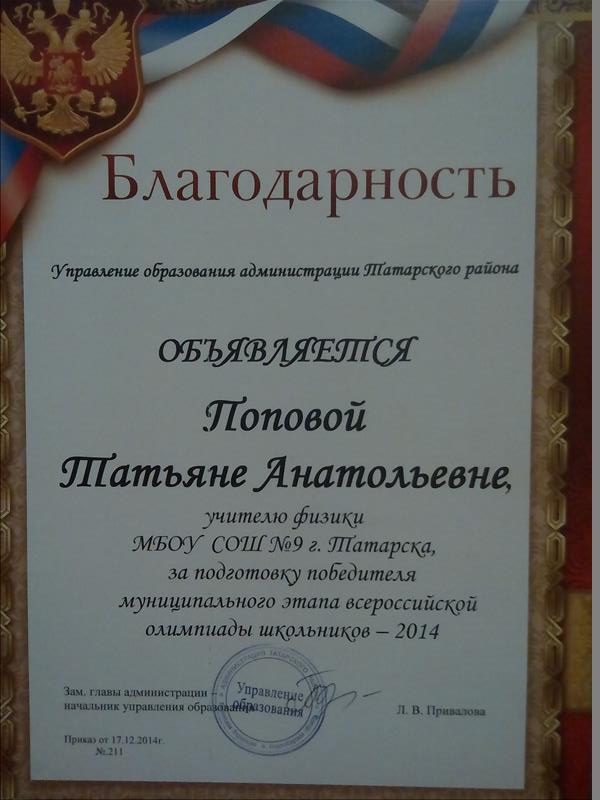 Благодарность
Управление образования администрации Татарского района
ОБЪЯВЛЯЕТСЯ
Поповой
Татьяне Анатольевне,
учителю физики
МБОУ СОШ №9 г. Татарска,
за подготовку победителя
муниципального этапа всероссийской
олимпиады школьников – 2014
Зам. главы администрации –
начальник управления образования
Л. В. Привалова
Управление
образования
Приказ от 17.12.2014г.
№.211